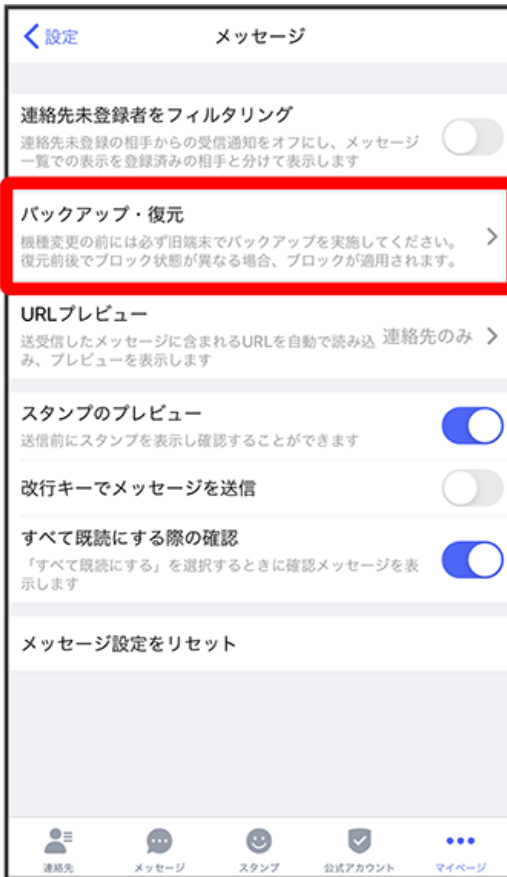 設定
メッセージ
連絡先未登録者をフィルタリング
連絡先未登録の相手からの受信通知をオフにし、メッセージ
一覧での表示を登録済みの相手と分けて表示します
バックアップ・復元
機種変更の前には必ず旧端末でバックアップを実施してください。
復元前後でブロック状態が異なる場合、ブロックが適用されます。
URLプレビュー
送受信したメッセージに含まれるURLを自動で読み込
み、プレビューを表示します
連絡先のみ
スタンプのプレビュー
送信前にスタンプを表示し確認することができます
改行キーでメッセージを送信
すべて既読にする際の確認
「すべて既読にする」を選択するときに確認メッセージを表
示します
メッセージ設定をリセット
連絡先
メッセージ
スタンプ
公式アカウント
マイページ